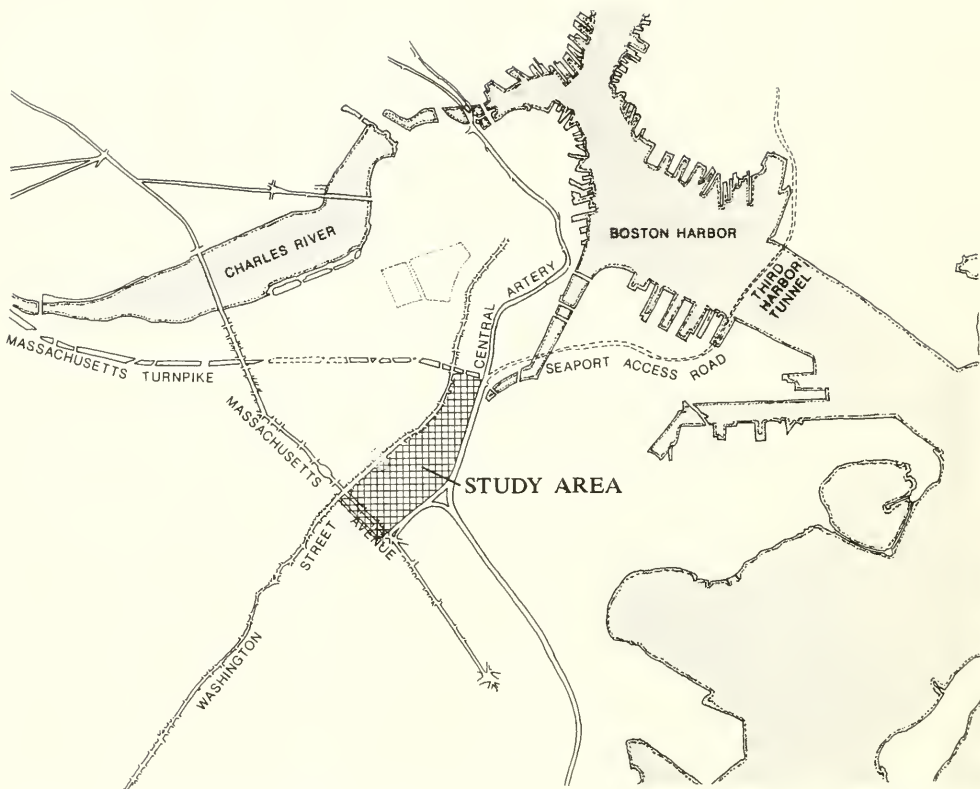 BOSTON HARBOR
CHARLES RIVER
CENTRAL ARTERY
THIRD
HARBOR
TUNNEL
MASSACHUSETTS TURNPIKE
SEAPORT ACCESS ROAD
MASSACHUSETTS AVENUE
STUDY AREA
WASHINGTON STREET